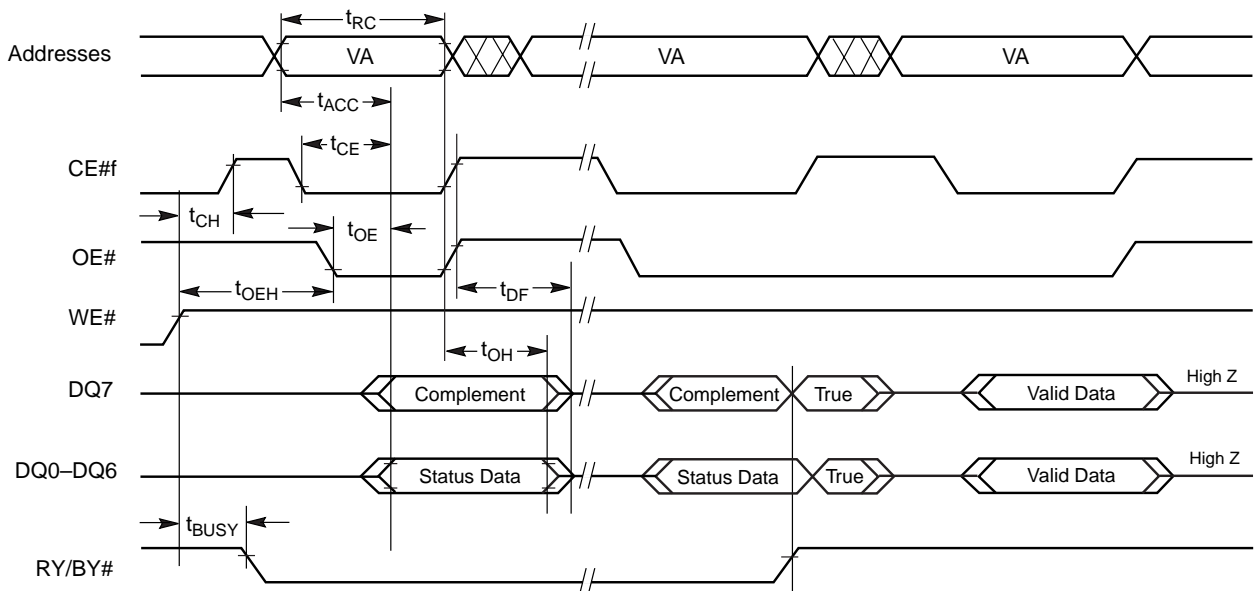 tRC
Addresses VA VA VA
tACC
tCE
CE#f
tCH tOE
OE#
tOEH tDF
WE#
tOH
DQ7 Complement Complement True Valid Data High Z
DQ0–DQ6 Status Data Status Data True Valid Data High Z
tBUSY
RY/BY#